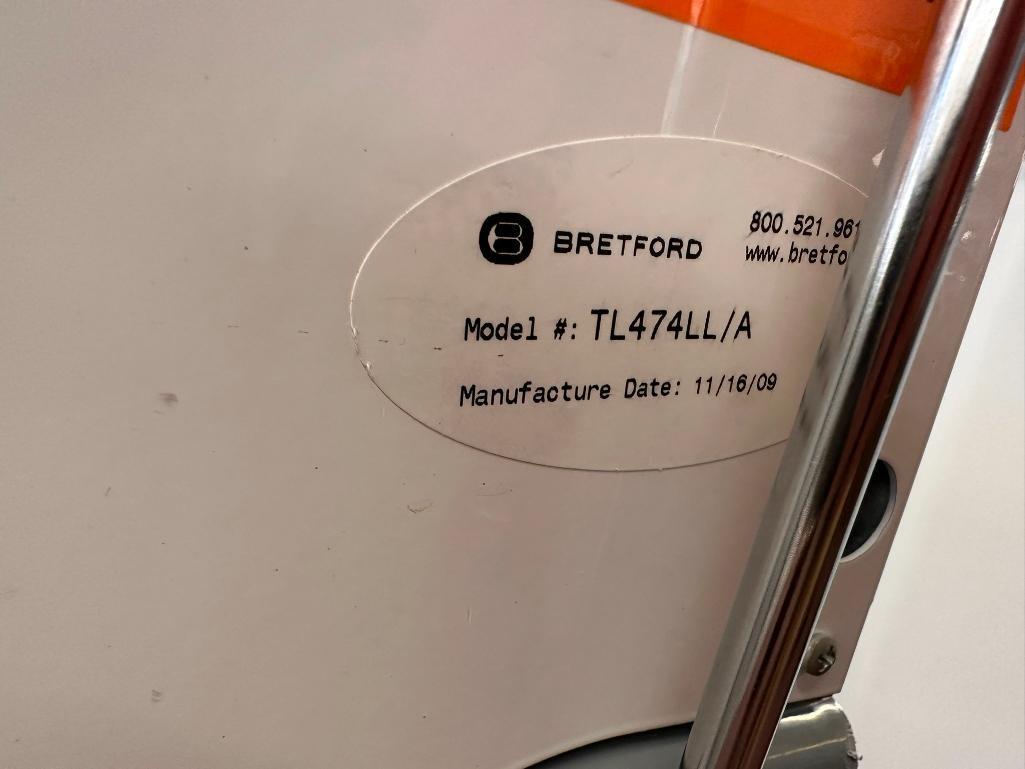 BRETFORD
800.521.961
www.bretfo
Model #: TL474LL/A
Manufacture Date: 11/16/09